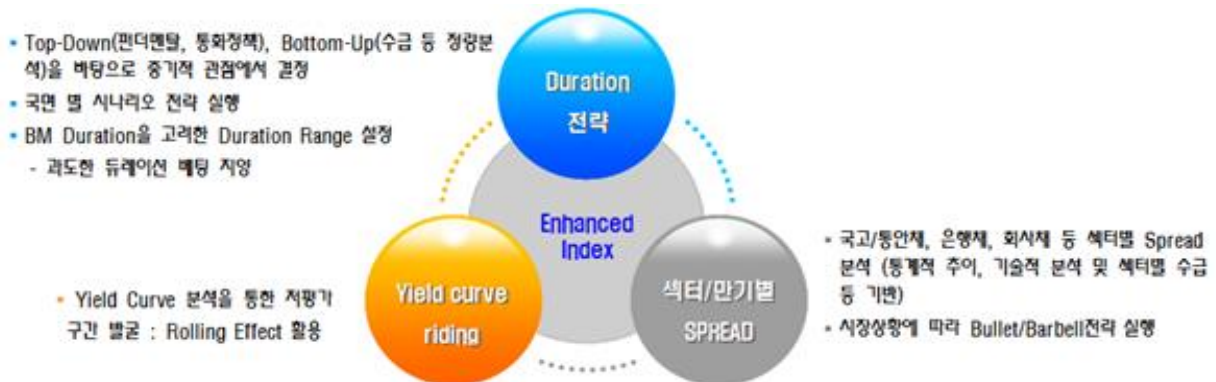 • Top-Down(펀더멘탈, 통화정책), Bottom-Up(수급 등 정량분
석)을 바탕으로 중기적 관점에서 결정
• 국면 별 시나리오 전략 실행
• BM Duration을 고려한 Duration Range 설정
- 과도한 듀레이션 베팅 지양
Duration
전략
Enhanced
Index
• Yield Curve 분석을 통한 저평가
구간 발굴 : Rolling Effect 활용
Yield curve
riding
섹터/만기별
SPREAD
• 국고/통안채, 은행채, 회사채 등 섹터별 Spread
분석 (통계적 추이, 기술적 분석 및 섹터별 수급
등 기반)
• 시장상황에 따라 Bullet/Barbell전략 실행